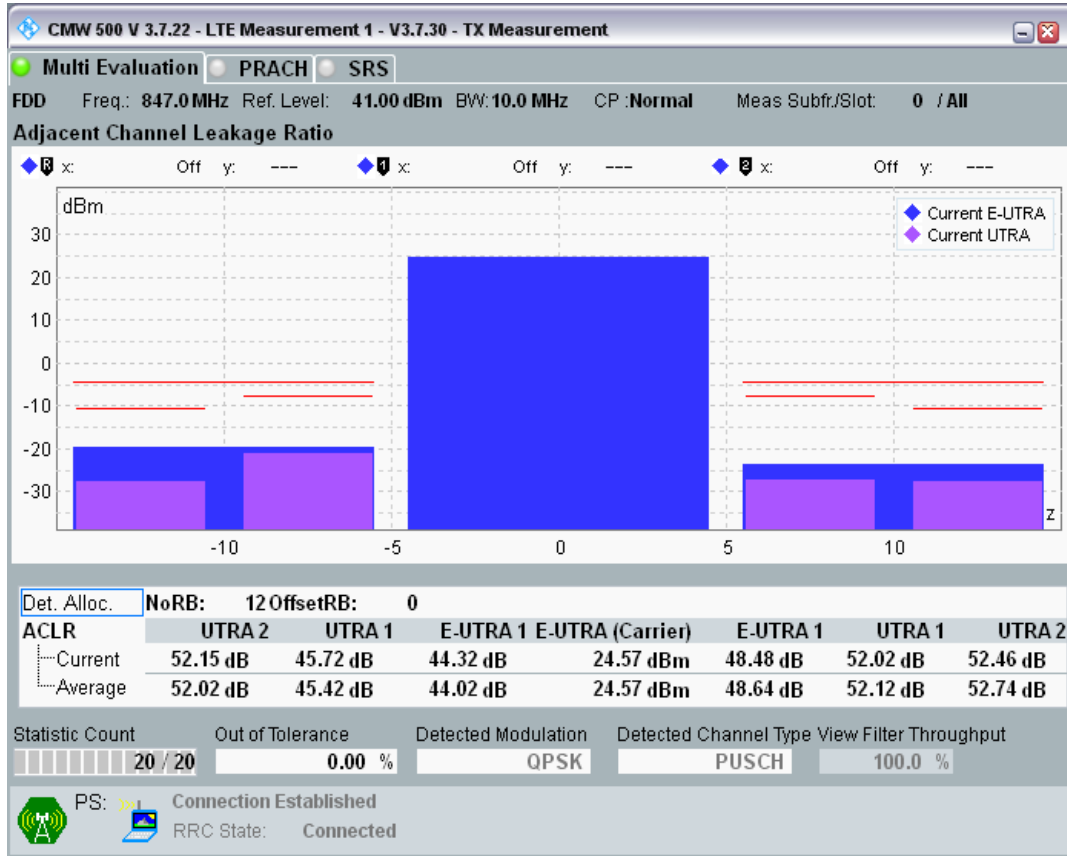 CMW 500 V 3.7.22 - LTE Measurement 1 - V3.7.30 - TX Measurement
Multi Evaluation PRACH SRS
FDD Freq.: 847.0 MHz Ref. Level: 41.00 dBm BW: 10.0 MHz CP :Normal Meas Subfr./Slot: 0 / All
Adjacent Channel Leakage Ratio
R x: Off y: --- 1 x: Off y: --- 2 x: Off y: ---
dBm
Current E-UTRA
Current UTRA
30
20
10
0
-10
-20
-30
z
-10 -5 0 5 10
Det. Alloc. NoRB: 12 OffsetRB: 0
ACLR UTRA 2 UTRA 1 E-UTRA 1 E-UTRA (Carrier) E-UTRA 1 UTRA 1 UTRA 2
Current 52.15 dB 45.72 dB 44.32 dB 24.57 dBm 48.48 dB 52.02 dB 52.46 dB
Average 52.02 dB 45.42 dB 44.02 dB 24.57 dBm 48.64 dB 52.12 dB 52.74 dB
Statistic Count Out of Tolerance Detected Modulation Detected Channel Type View Filter Throughput
20 / 20 0.00 % QPSK PUSCH 100.0 %
PS: Connection Established
RRC State: Connected